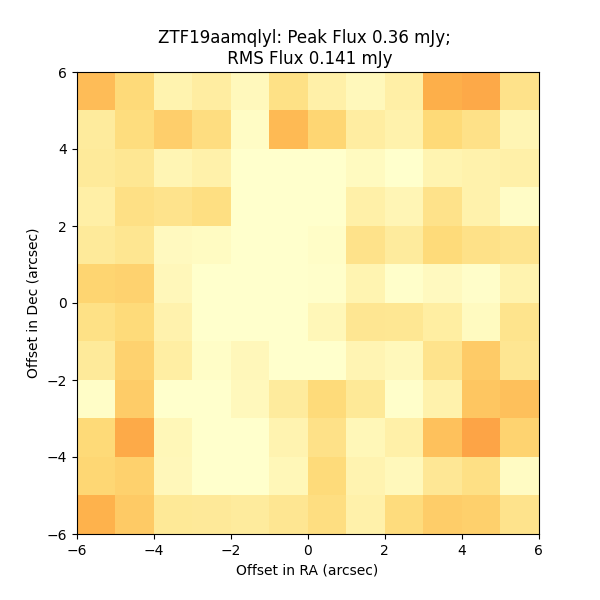 ZTF19aamqlyl: Peak Flux 0.36 mJy;
RMS Flux 0.141 mJy
6
4
2
0
−2
−4
−6
Offset in Dec (arcsec)
−6 −4 −2 0 2 4 6
Offset in RA (arcsec)